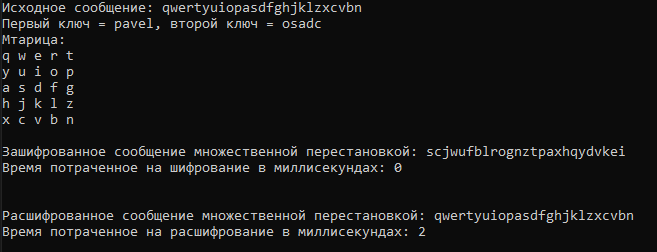 Исходное сообщение: qwertyuiopasdfghjklzxcvbn
Первый ключ = pavel, второй ключ = osadc
Мтарица:
q w e r t
y u i o p
a s d f g
h j k l z
x c v b n
Зашифрованное сообщение множественной перестановкой: scjwufblrognztpaxhqydvkei
Время потраченное на шифрование в миллисекундах: 0
Расшифрованное сообщение множественной перестановкой: qwertyuiopasdfghjklzxcvbn
Время потраченное на расшифрование в миллисекундах: 2